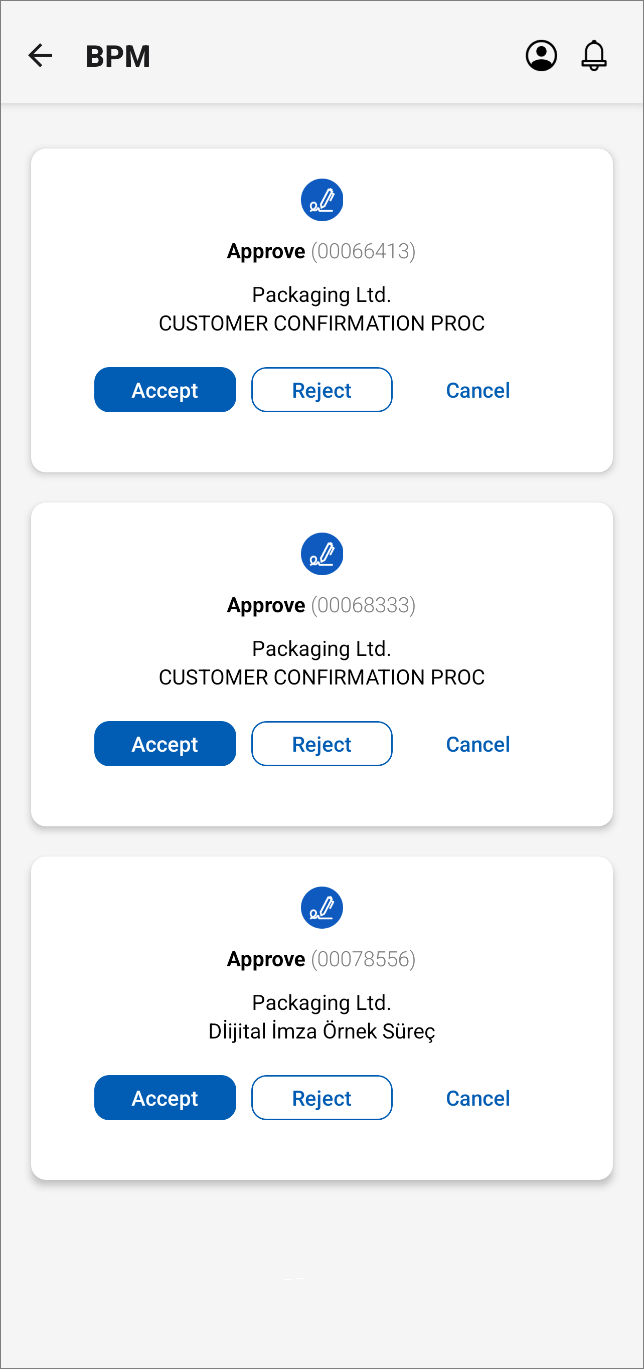 BPM
Approve (00066413)
Packaging Ltd.
CUSTOMER CONFIRMATION PROC
Accept Reject Cancel
Approve (00068333)
Packaging Ltd.
CUSTOMER CONFIRMATION PROC
Accept Reject Cancel
Approve (00078556)
Packaging Ltd.
Dİijital İmza Örnek Süreç
Accept Reject Cancel